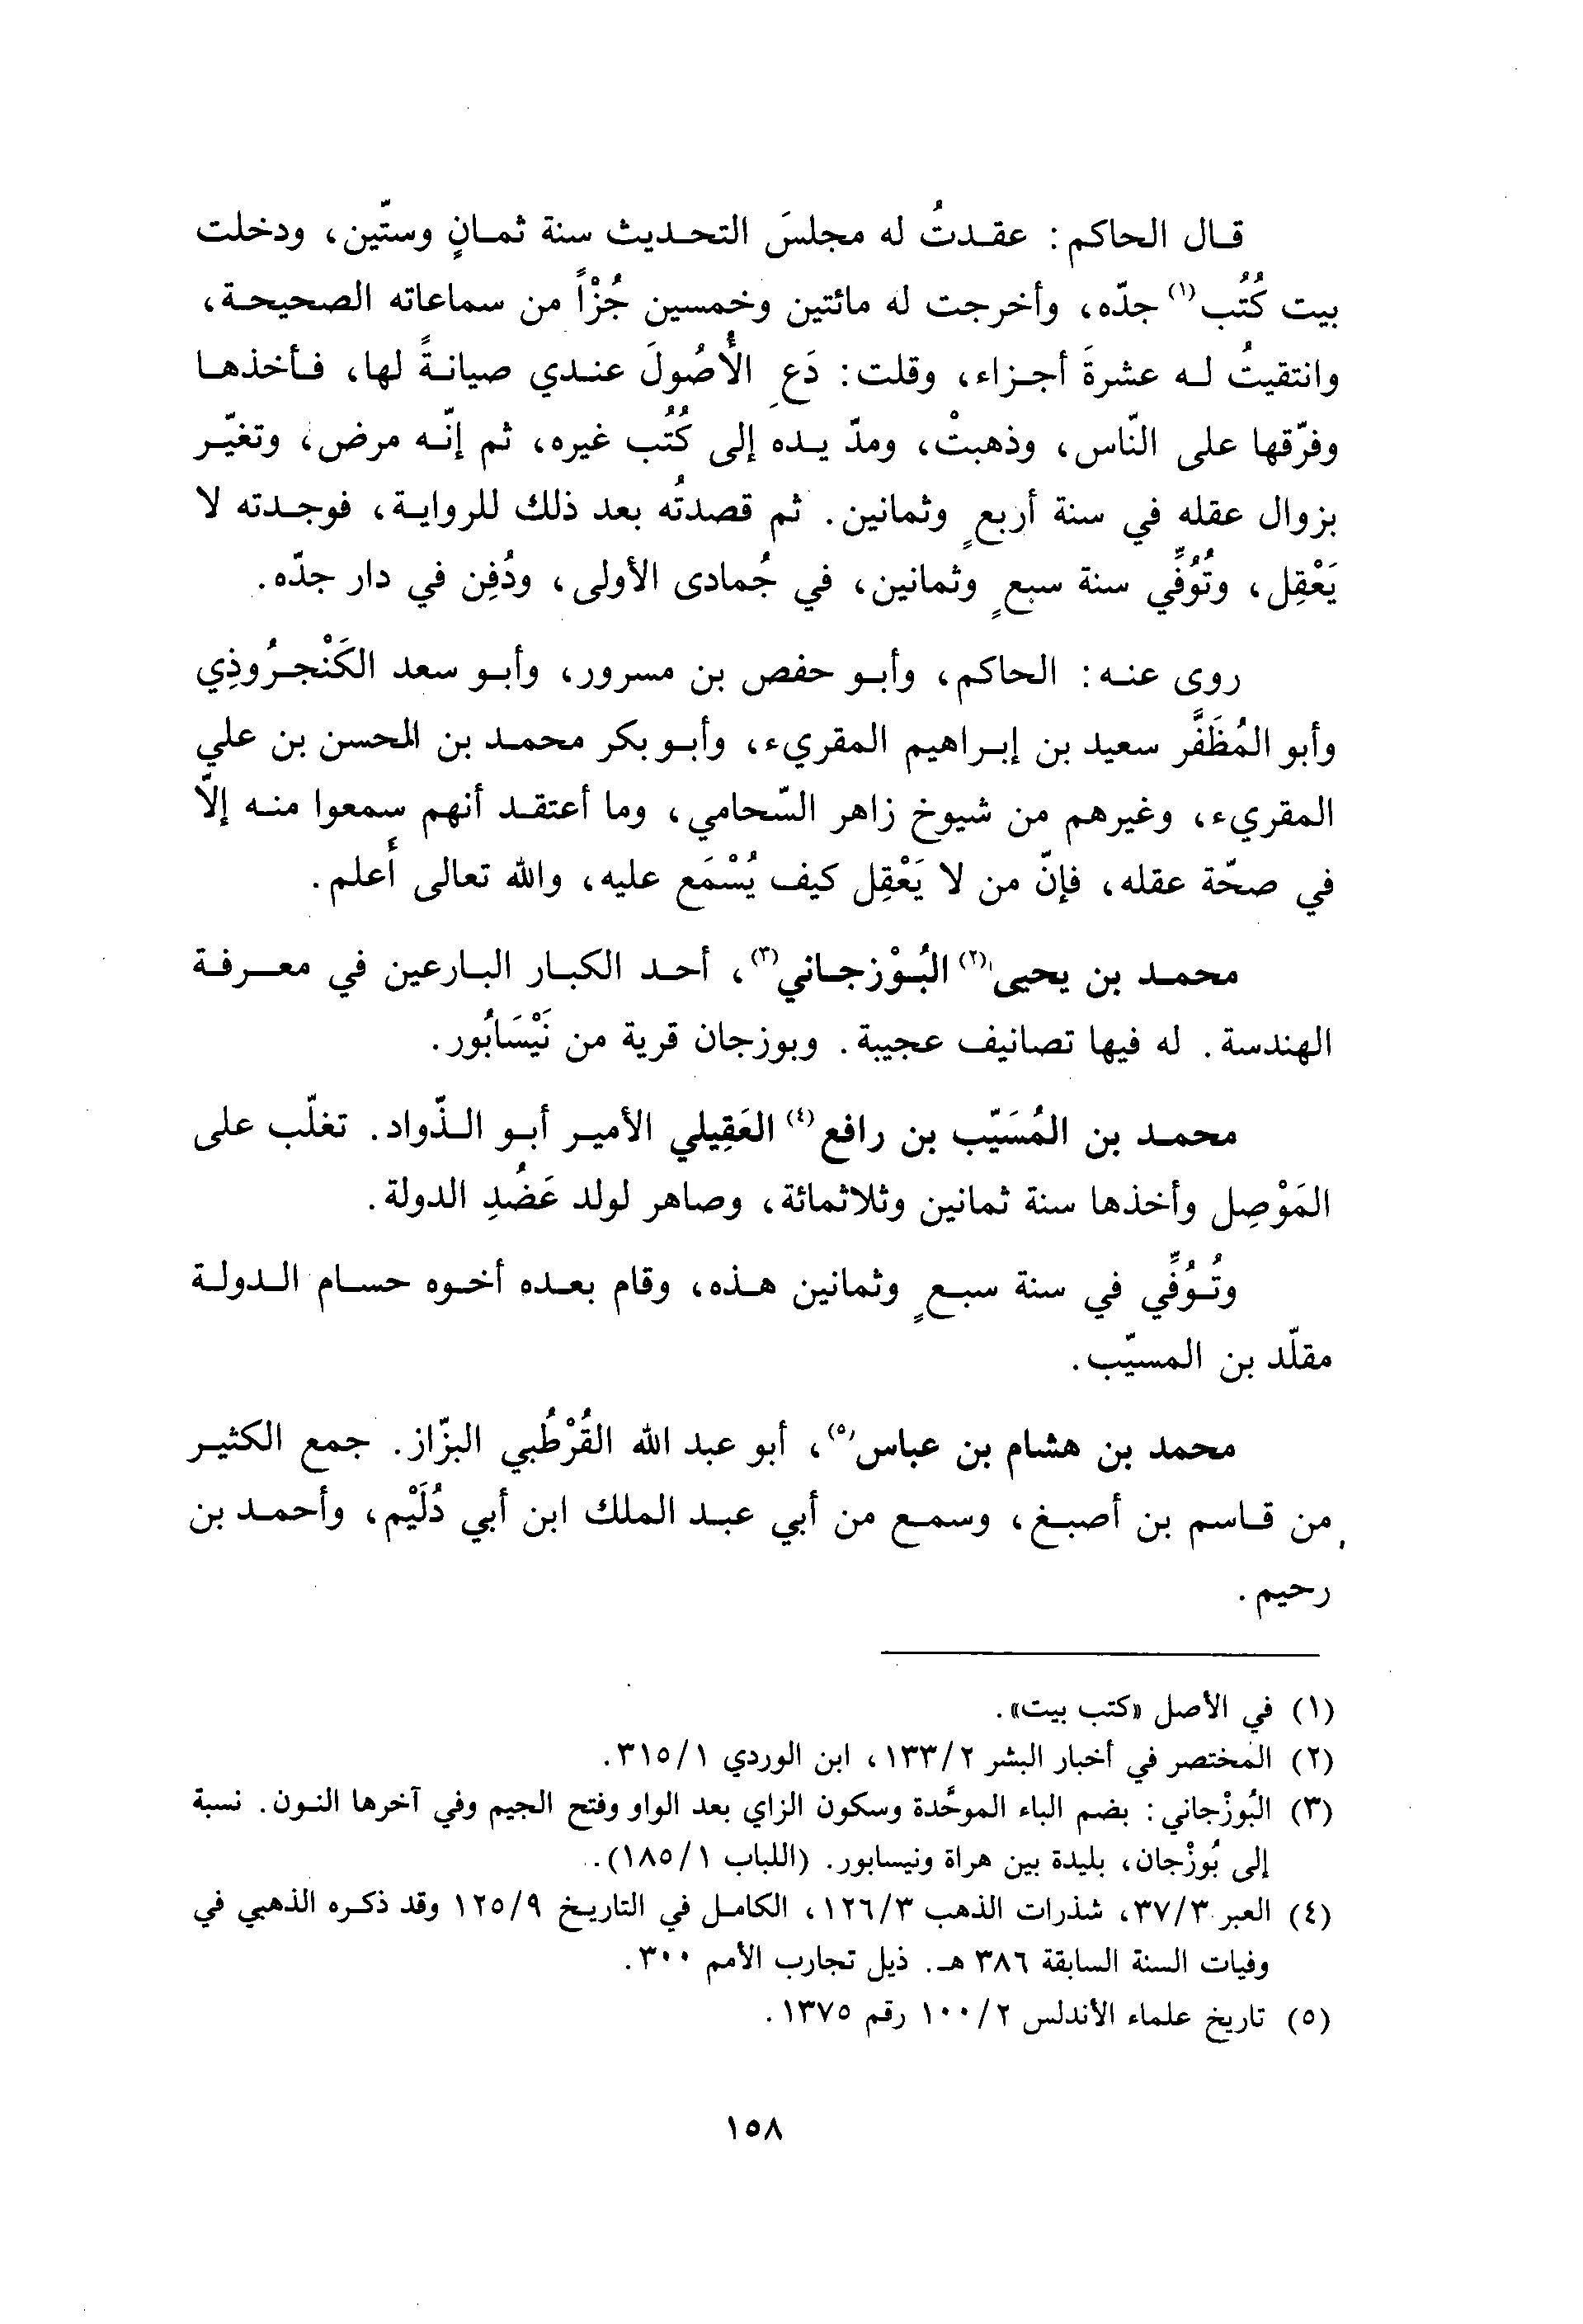 قال الحاكم: عقدتُ له مجلسَ التحديث سنة ثمانٍ وستّين، ودخلت
بيت كُتُب(١) جدّه، وأخرجت له مائتين وخمسين جُزْاً من سماعاته الصحيحة،
وانتقيتُ له عشرةَ أجزاء، وقلت: دَعِ الأُصُولَ عندي صيانةً لها، فأخذها
وفرّقها على النّاس، وذهبتْ، ومدّ يده إلى كُتُب غيره، ثم إنّه مرض، وتغيّر
بزوال عقله في سنة أربعٍ وثمانين. ثم قصدتُه بعد ذلك للرواية، فوجدته لا
يَعْقِل، وتُوُفِّي سنة سبعٍ وثمانين، في جُمادى الأولى، ودُفِن في دار جدّه.
روى عنه: الحاكم، وأبو حفص بن مسرور، وأبو سعد الكَنْجرُوذِي
وأبو المُظَفَّر سعيد بن إبراهيم المقريء، وأبو بكر محمد بن المحسن بن علي
المقريء، وغيرهم من شيوخ زاهر السّحامي، وما أعتقد أنهم سمعوا منه إلاّ
في صحّة عقله، فإنّ من لا يَعْقِل كيف يُسْمَع عليه، والله تعالى أَعلم.
محمد بن يحيى(٢) البُوْزجاني(٣)، أحد الكبار البارعين في معرفة
الهندسة. له فيها تصانيف عجيبة. وبوزجان قرية من نَيْسَابُور.
محمد بن المُسَيّب بن رافع(٤) العَقِيلي الأمير أبو الذّواد. تغلّب على
المَوْصِل وأخذها سنة ثمانين وثلاثمائة، وصاهر لولد عَضُدِ الدولة.
وتُوُفِّي في سنة سبعٍ وثمانين هذه، وقام بعده أخوه حسام الدولة
مقلّد بن المسيّب.
محمد بن هشام بن عباس(٥)، أبو عبد الله القُرْطُبي البزّاز. جمع الكثير
من قاسم بن أصبغ، وسمع من أبي عبد الملك ابن أبي دُلَيْم، وأحمد بن
رحيم.
(١) في الأصل «كتب بيت».
(٢) المختصر في أخبار البشر ١٣٣/٢، ابن الوردي ٣١٥/١.
(٣) البُوزْجاني: بضم الباء الموحَّدة وسكون الزاي بعد الواو وفتح الجيم وفي آخرها النون. نسبة
إلى بُوزْجان، بليدة بين هراة ونيسابور. (اللباب ١٨٥/١).
(٤) العبر ٣٧/٣، شذرات الذهب ١٢٦/٣، الكامل في التاريخ ١٢٥/٩ وقد ذكره الذهبي في
وفيات السنة السابقة ٣٨٦ هـ. ذيل تجارب الأمم ٣٠٠.
(٥) تاريخ علماء الأندلس ١٠٠/٢ رقم ١٣٧٥.
١٥٨